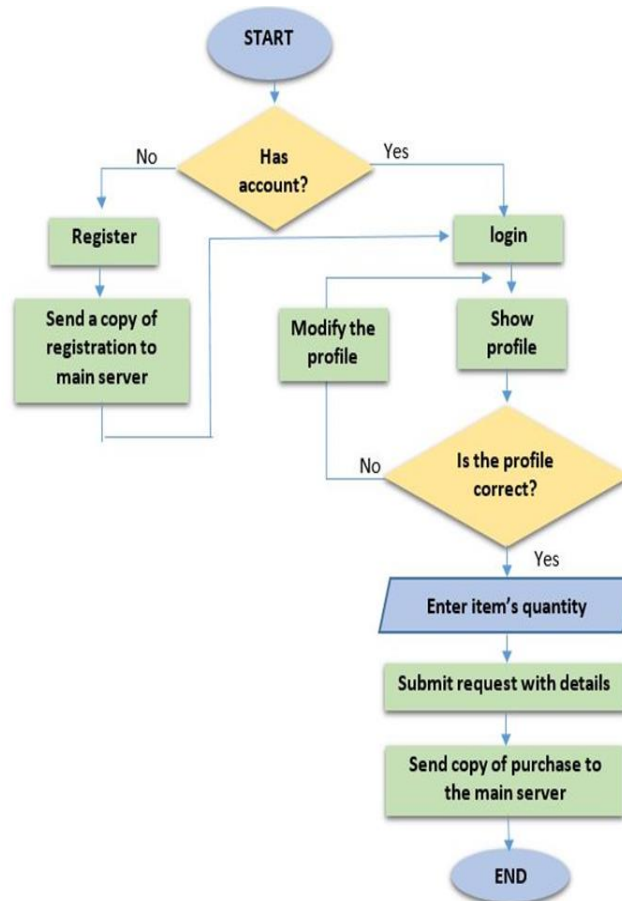 START
Has
account?
No
Yes
Register
login
Send a copy of
registration to
main server
Modify the
profile
Show
profile
Is the profile
correct?
No
Yes
Enter item's quantity
Submit request with details
Send copy of purchase to
the main server
END